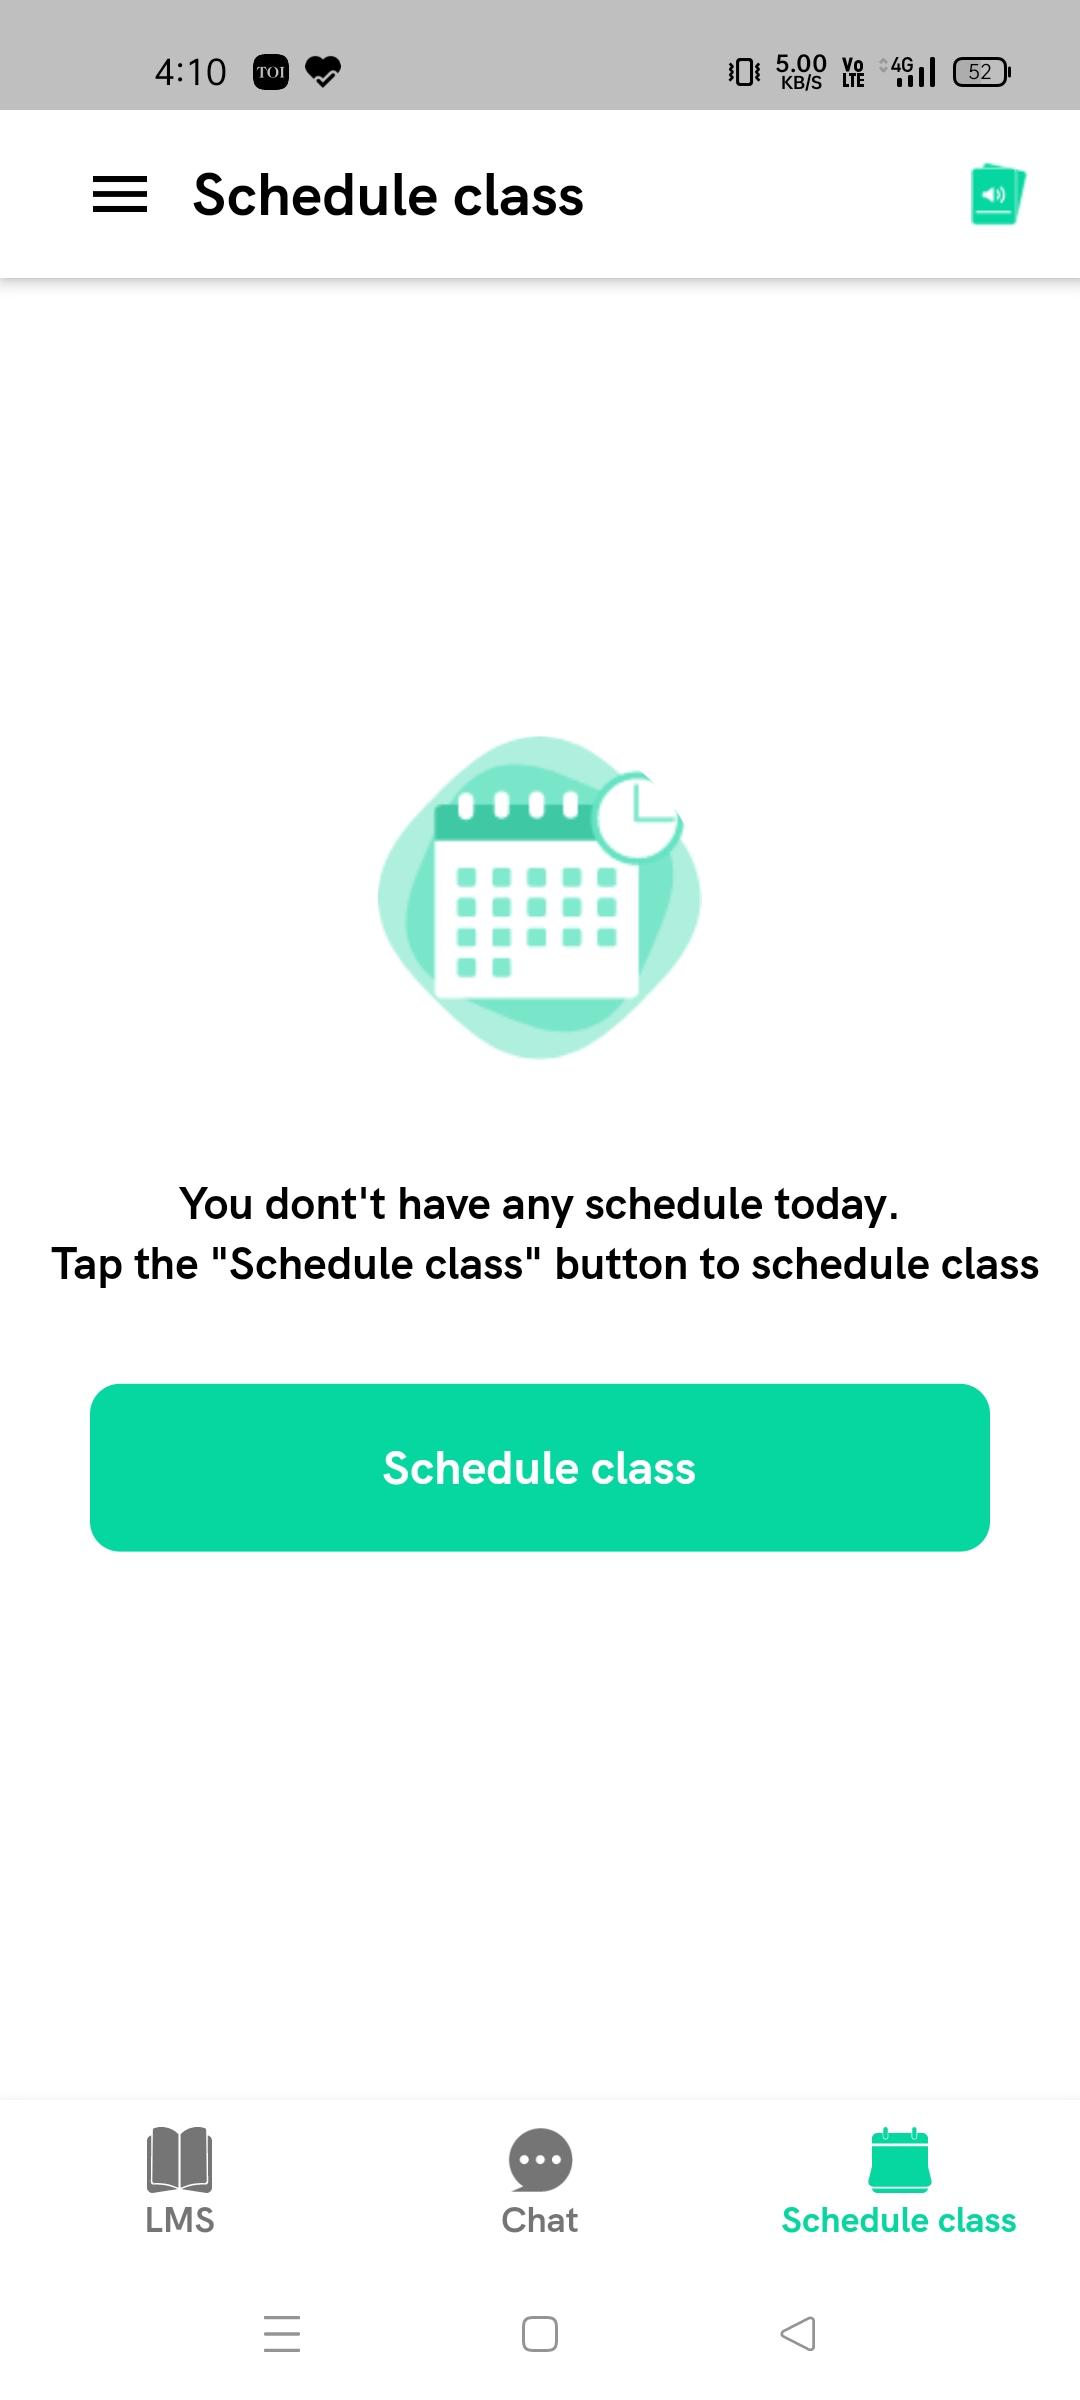 4:10 TOI 5.00 KB/S Vo LTE 4G 52
Schedule class
You dont't have any schedule today.
Tap the "Schedule class" button to schedule class
Schedule class
LMS Chat Schedule class